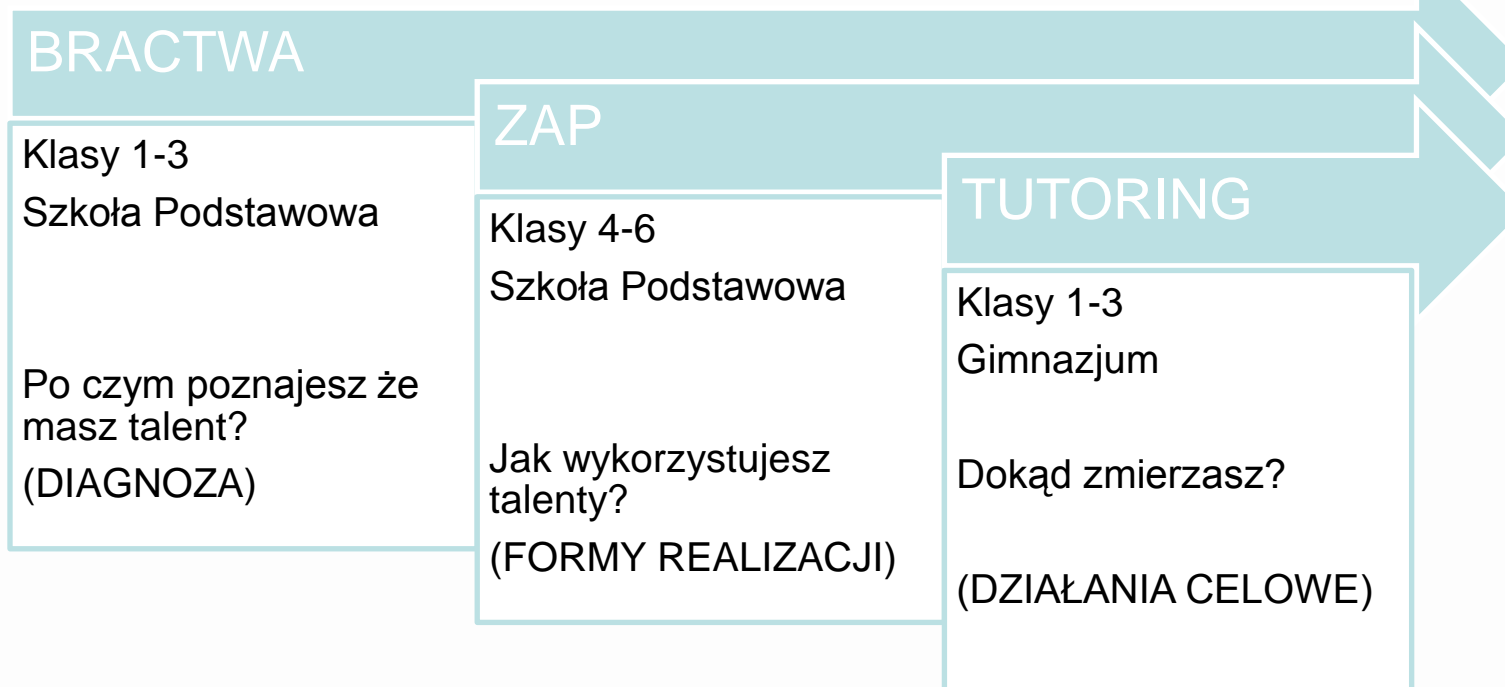 BRACTWA
Klasy 1-3
Szkoła Podstawowa
Po czym poznajesz że
masz talent?
(DIAGNOZA)
ZAP
Klasy 4-6
Szkoła Podstawowa
Jak wykorzystujesz
talenty?
(FORMY REALIZACJI)
TUTORING
Klasy 1-3
Gimnazjum
Dokąd zmierzasz?
(DZIAŁANIA CELOWE)